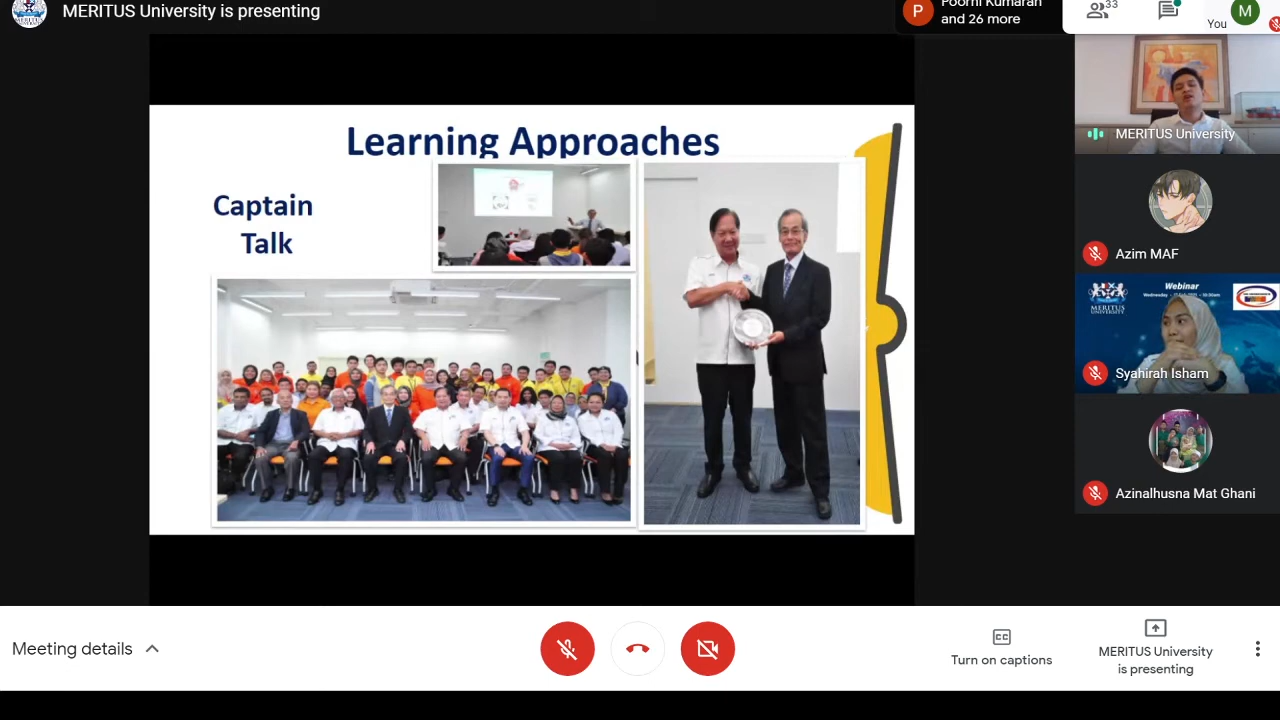 MERITUS University is presenting
Poorni Kumaran
and 26 more
33
You
P
M
Learning Approaches
Captain
Talk
MERITUS University
Azim MAF
Webinar
MERITUS
UNIVERSITY
Syahirah Isham
Azinalhusna Mat Ghani
Meeting details
CC
Turn on captions
MERITUS University
is presenting